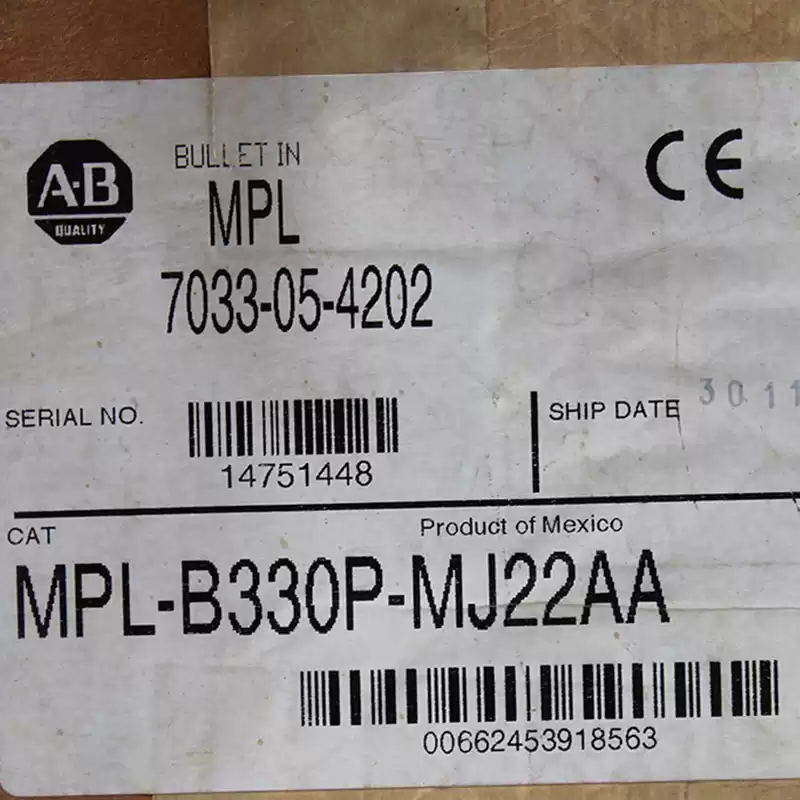 A-B
QUALITY
BULLETIN
MPL
7033-05-4202
CE
SERIAL NO.
14751448
SHIP DATE 3011
CAT
Product of Mexico
MPL-B330P-MJ22AA
00662453918563